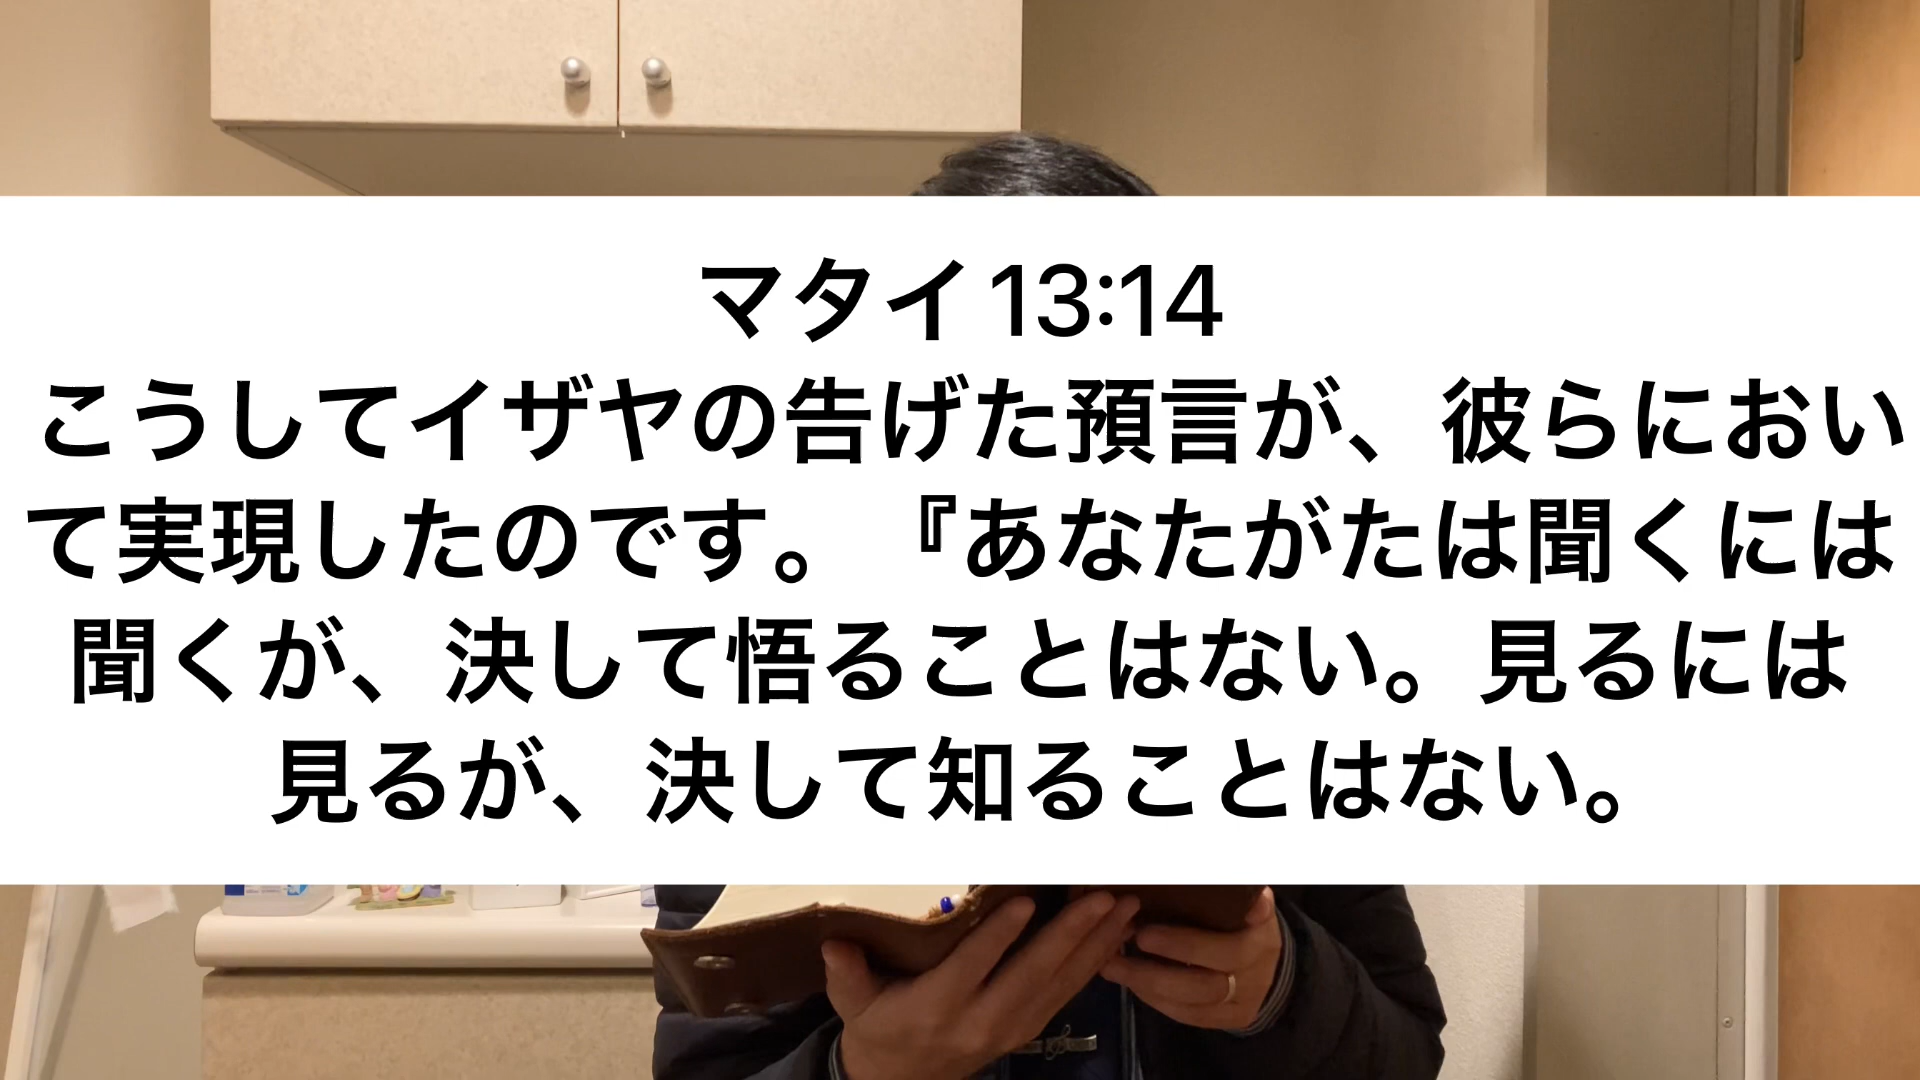 マタイ13:14
こうしてイザヤの告げた預言が、彼らにおい
て実現したのです。『あなたがたは聞くには
聞くが、決して悟ることはない。見るには
見るが、決して知ることはない。